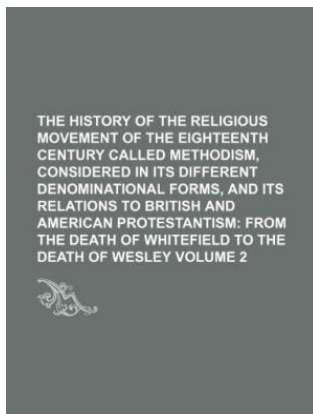 THE HISTORY OF THE RELIGIOUS
MOVEMENT OF THE EIGHTEENTH
CENTURY CALLED METHODISM,
CONSIDERED IN ITS DIFFERENT
DENOMINATIONAL FORMS, AND ITS
RELATIONS TO BRITISH AND
AMERICAN PROTESTANTISM: FROM
THE DEATH OF WHITEFIELD TO THE
DEATH OF WESLEY VOLUME 2